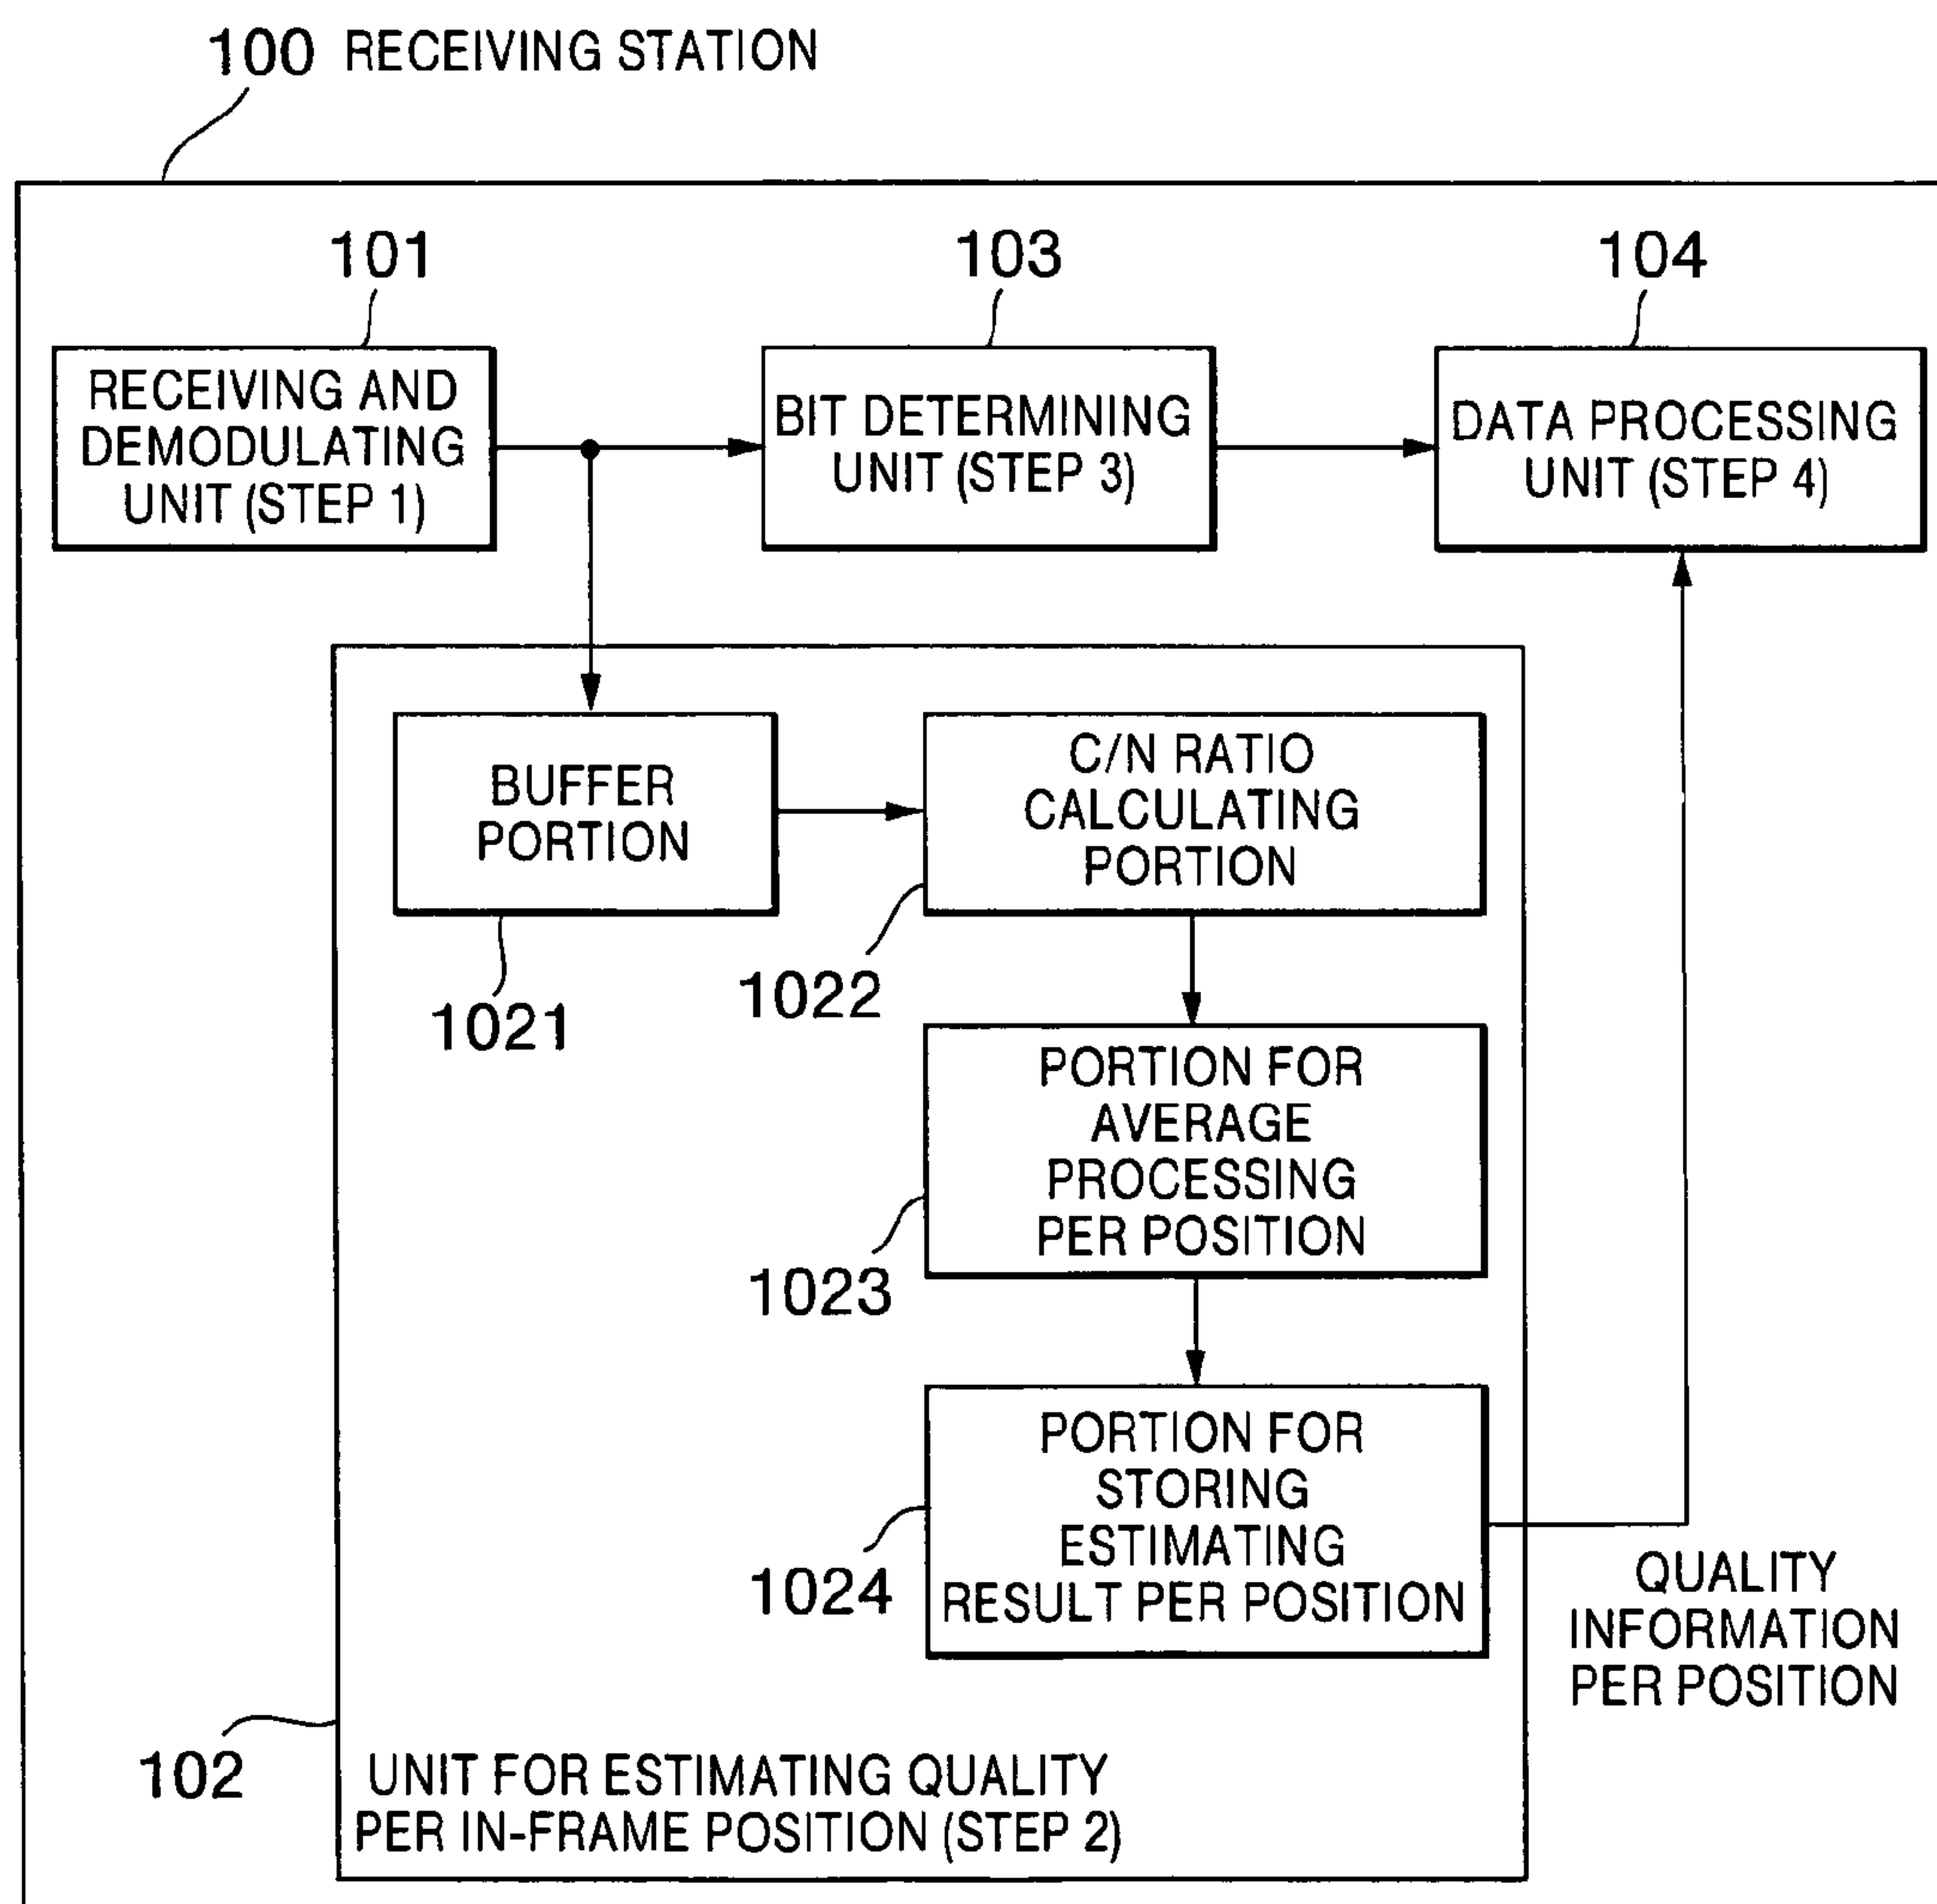 100 RECEIVING STATION
101
103
104
RECEIVING AND
DEMODULATING
UNIT (STEP 1)
BIT DETERMINING
UNIT (STEP 3)
DATA PROCESSING
UNIT (STEP 4)
BUFFER
PORTION
1021
C/N RATIO
CALCULATING
PORTION
1022
PORTION FOR
AVERAGE
PROCESSING
PER POSITION
1023
PORTION FOR
STORING
ESTIMATING
RESULT PER POSITION
1024
QUALITY
INFORMATION
PER POSITION
102
UNIT FOR ESTIMATING QUALITY
PER IN-FRAME POSITION (STEP 2)